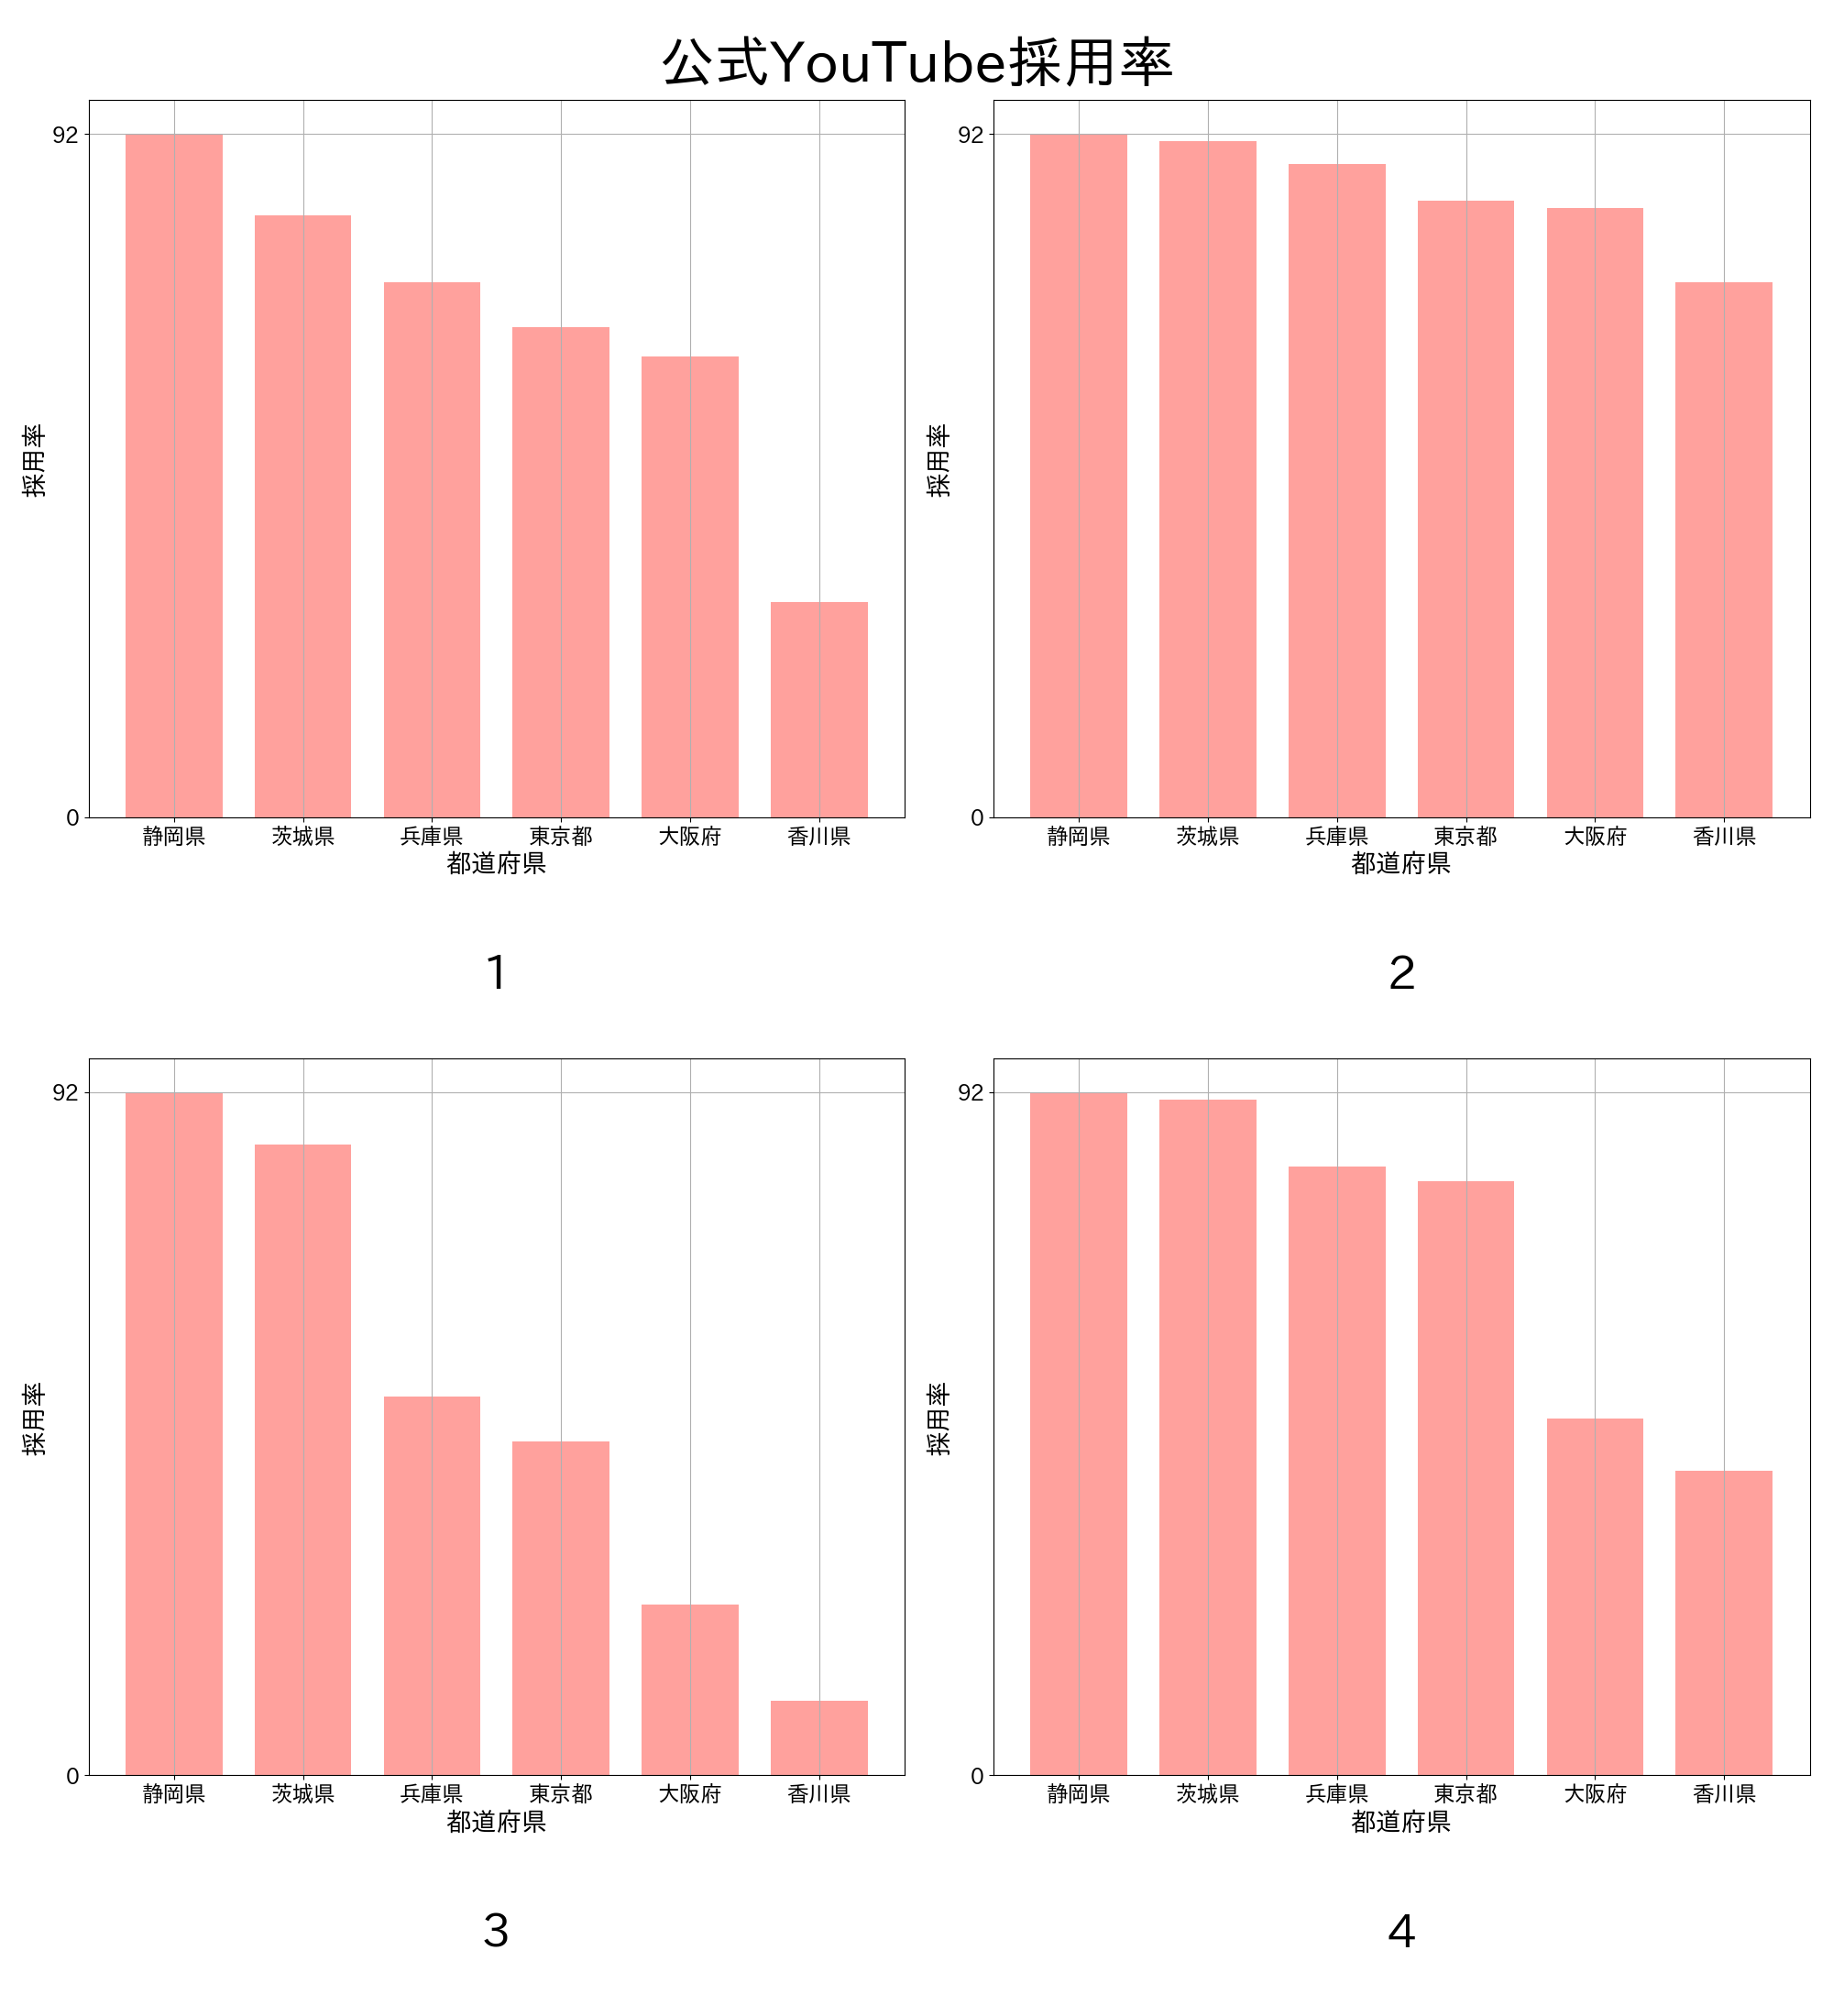 公式YouTube採用率
92
0
採用率
静岡県 茨城県 兵庫県 東京都 大阪府 香川県
都道府県
1
92
0
採用率
静岡県 茨城県 兵庫県 東京都 大阪府 香川県
都道府県
2
92
0
採用率
静岡県 茨城県 兵庫県 東京都 大阪府 香川県
都道府県
3
92
0
採用率
静岡県 茨城県 兵庫県 東京都 大阪府 香川県
都道府県
4